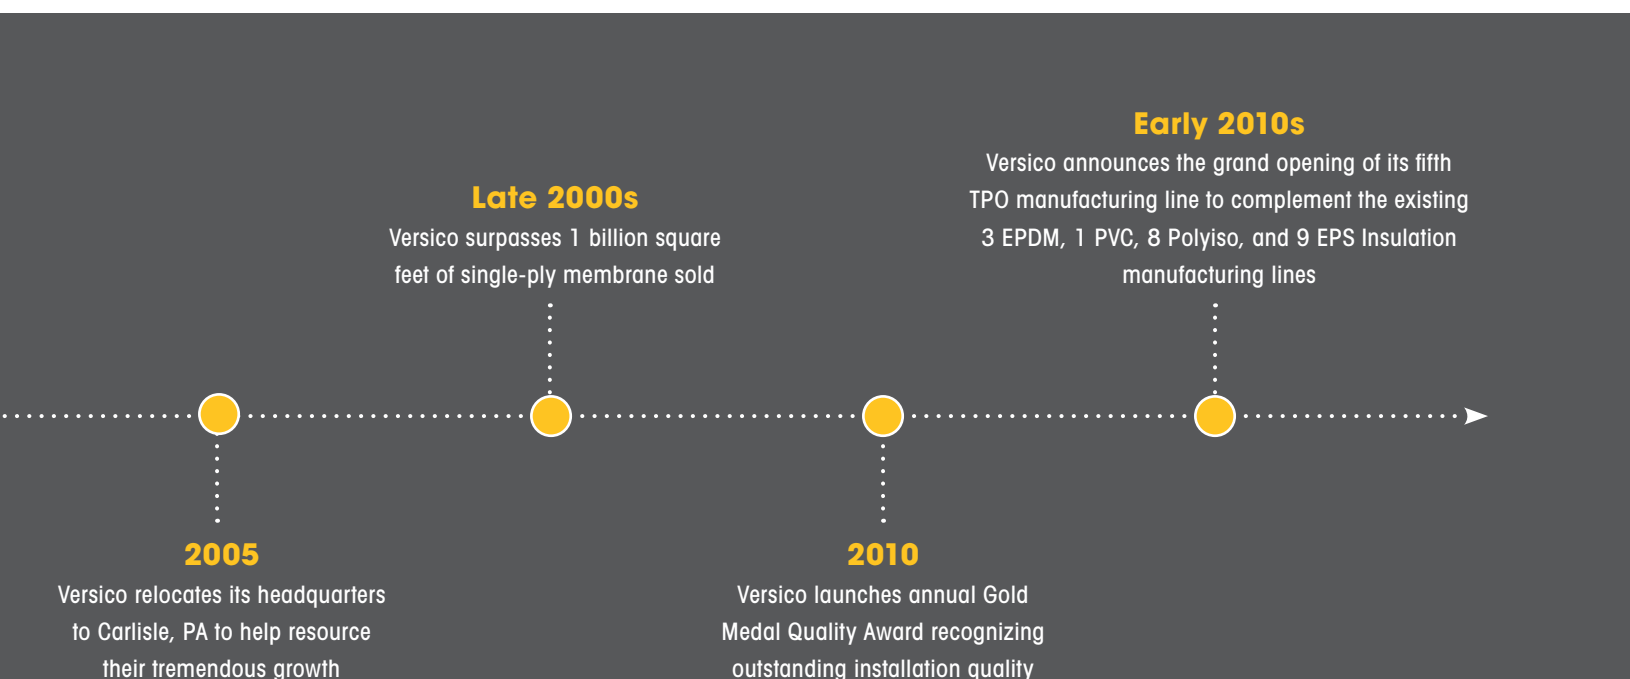 Early 2010s
Versico announces the grand opening of its fifth
TPO manufacturing line to complement the existing
3 EPDM, 1 PVC, 8 Polyiso, and 9 EPS Insulation
manufacturing lines
Late 2000s
Versico surpasses 1 billion square
feet of single-ply membrane sold
2005
Versico relocates its headquarters
to Carlisle, PA to help resource
their tremendous growth
2010
Versico launches annual Gold
Medal Quality Award recognizing
outstanding installation quality